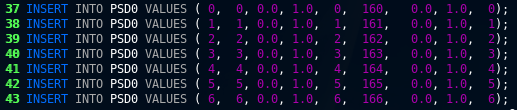 37 INSERT INTO PSD0 VALUES ( 0,  0, 0.0, 1.0,  0,  160,   0.0, 1.0,  0);
38 INSERT INTO PSD0 VALUES ( 1, 1, 0.0, 1.0,  1,  161,   0.0, 1.0,  1);
39 INSERT INTO PSD0 VALUES ( 2, 2, 0.0, 1.0,  2,  162,   0.0, 1.0,  2);
40 INSERT INTO PSD0 VALUES ( 3, 3, 0.0, 1.0,  3,  163,   0.0, 1.0,  3);
41 INSERT INTO PSD0 VALUES ( 4, 4, 0.0, 1.0,  4,  164,   0.0, 1.0,  4);
42 INSERT INTO PSD0 VALUES ( 5, 5, 0.0, 1.0,  5,  165,   0.0, 1.0,  5);
43 INSERT INTO PSD0 VALUES ( 6, 6, 0.0, 1.0,  6,  166,   0.0, 1.0,  6);